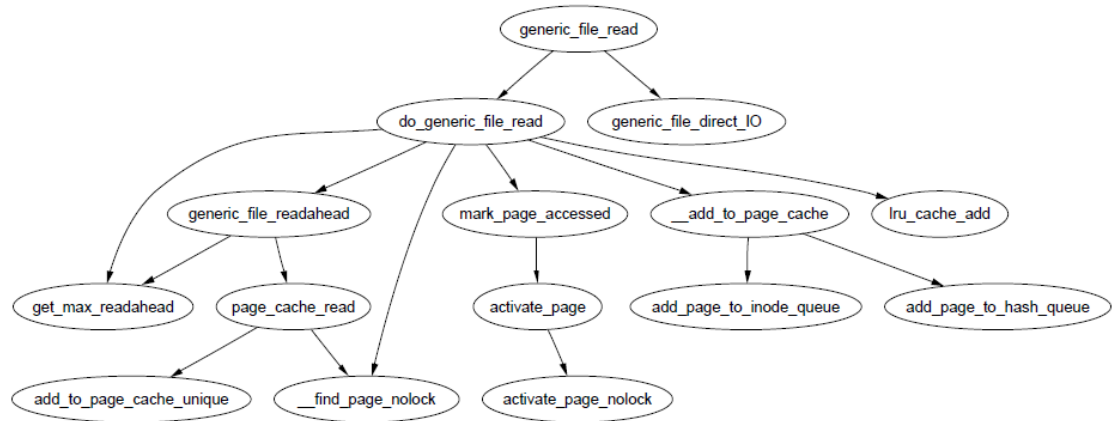 generic_file_read
do_generic_file_read
generic_file_direct_IO
generic_file_readahead
mark_page_accessed
__add_to_page_cache
lru_cache_add
get_max_readahead
page_cache_read
activate_page
add_page_to_inode_queue
add_page_to_hash_queue
add_to_page_cache_unique
__find_page_nolock
activate_page_nolock